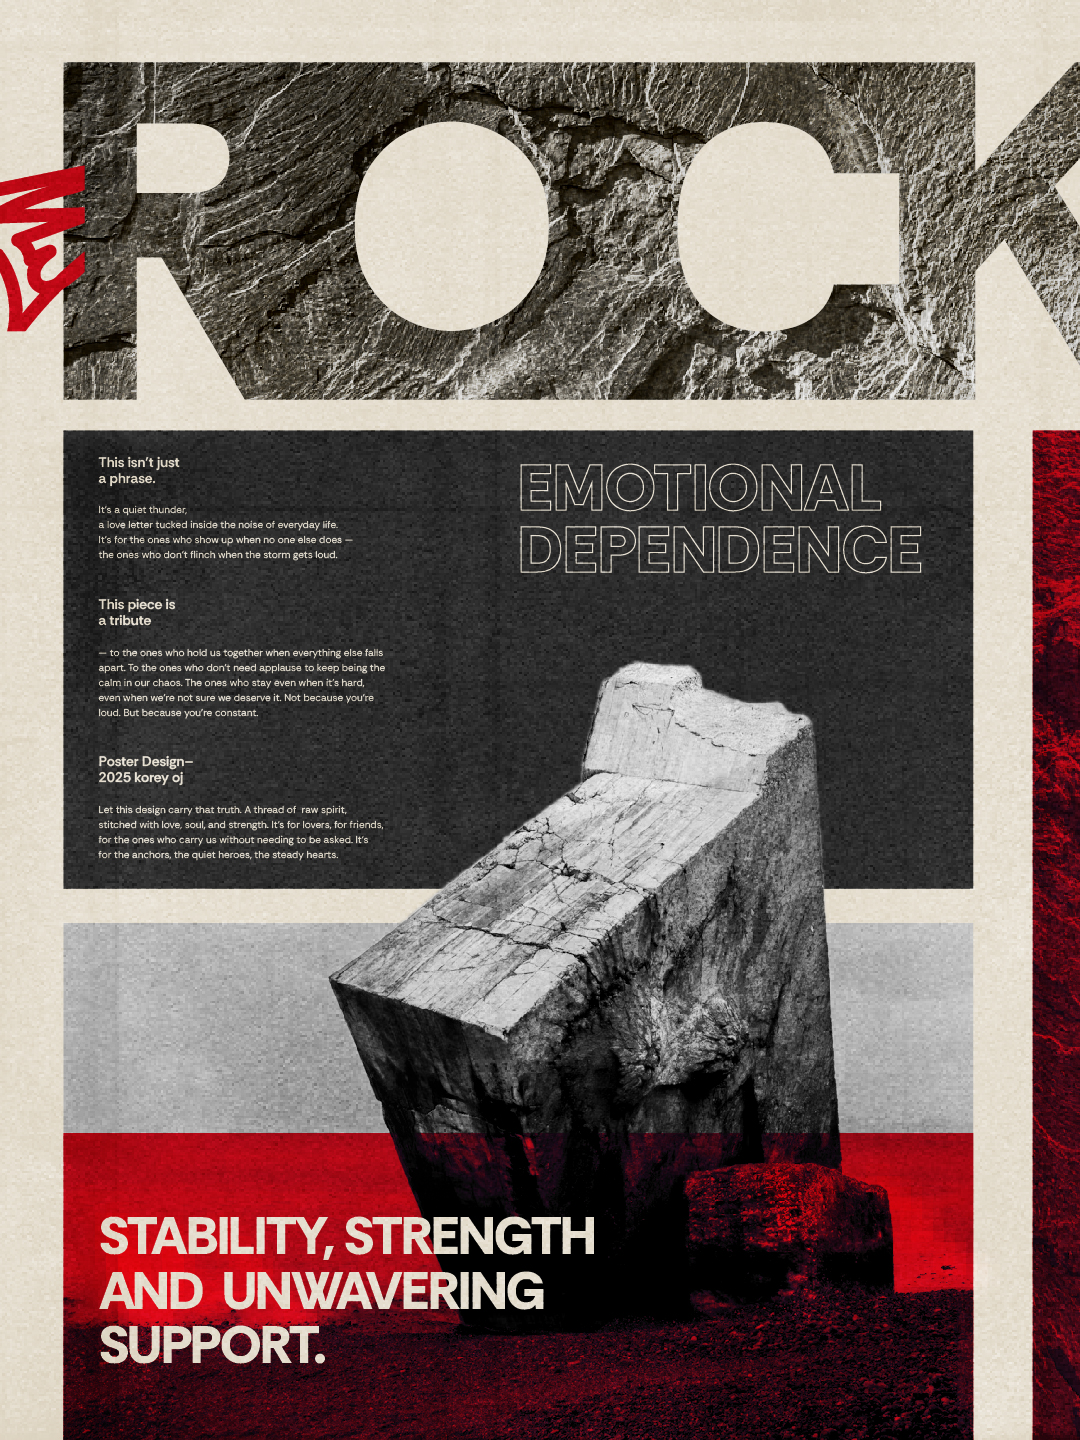 ROCK
This isn't just
a phrase.
It's a quiet thunder,
a love letter tucked inside the noise of everyday life.
It's for the ones who show up when no one else does —
the ones who don't flinch when the storm gets loud.
This piece is
a tribute
— to the ones who hold us together when everything else falls
apart. To the ones who don't need applause to keep being the
calm in our chaos. The ones who stay even when it's hard,
even when we're not sure we deserve it. Not because you're
loud. But because you're constant.
Poster Design–
2025 korey oj
Let this design carry that truth. A thread of  raw spirit,
stitched with love, soul, and strength. It's for lovers, for friends,
for the ones who carry us without needing to be asked. It's
for the anchors, the quiet heroes, the steady hearts.
EMOTIONAL
DEPENDENCE
STABILITY, STRENGTH
AND  UNWAVERING
SUPPORT.